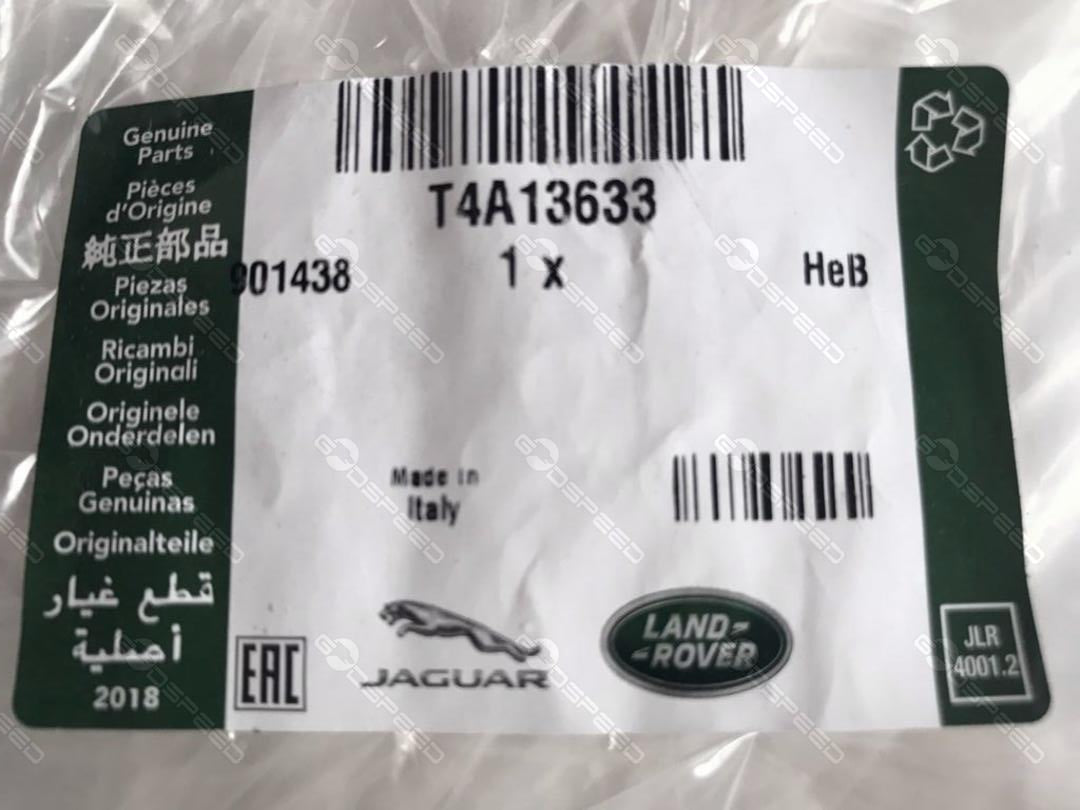 Genuine
Parts
Pièces
d'Origine
純正部品
Piezas
Originales
Ricambi
Originali
Originele
Onderdelen
Peças
Genuinas
Originalteile
قطع غيار
أصلية
2018
T4A13633
901438
1 x
HeB
Made in
Italy
EAC
JAGUAR
LAND-
-ROVER
JLR
4001.2
GODSPEED